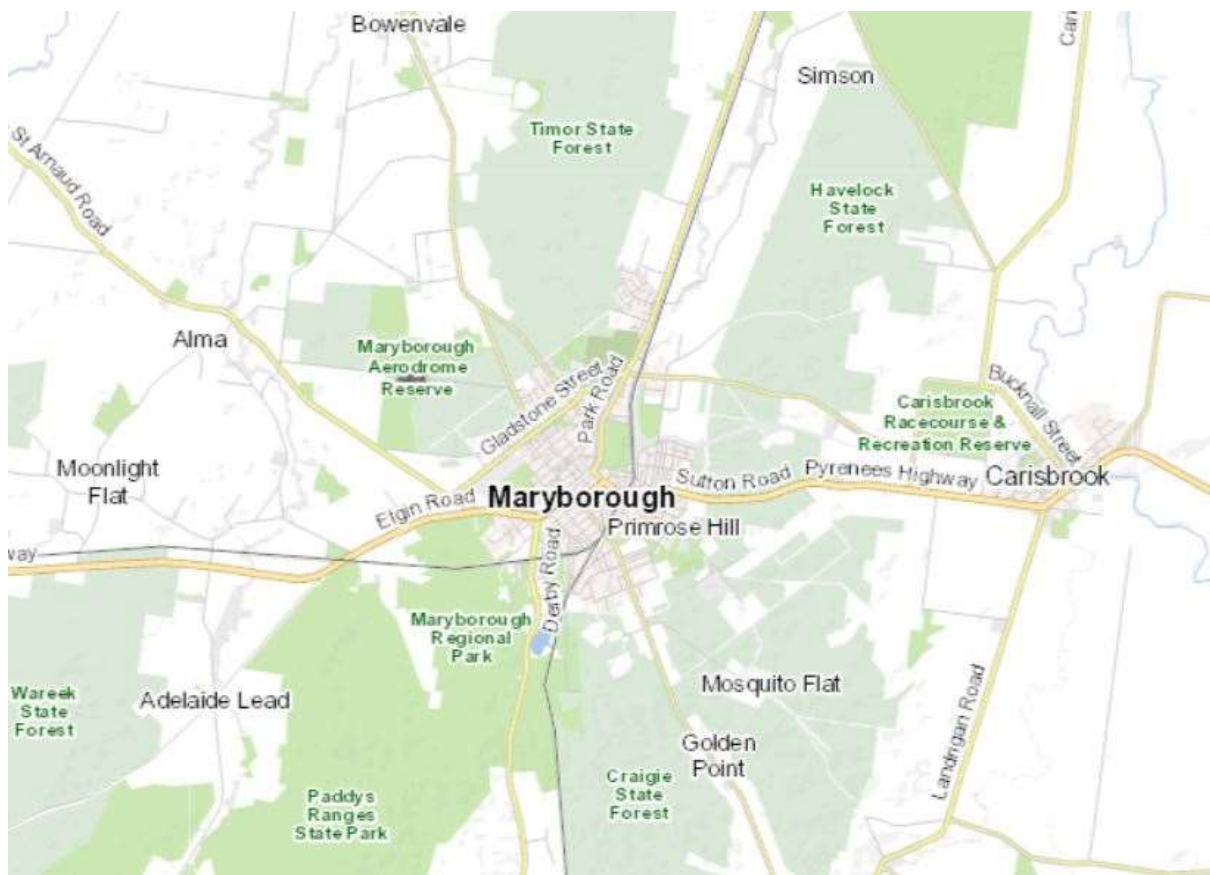 Bowenvale
Simson
Cari
Timor State
Forest
St Arnaud Road
Havelock
State
Forest
Alma
Maryborough
Aerodrome
Reserve
Gladstone Street
Park Road
Bucknall Street
Carisbrook
Racecourse &
Recreation Reserve
Moonlight
Flat
Sutton Road
Pyrenees Highway
Carisbrook
Elgin Road
Maryborough
Primrose Hill
way
Derby Road
Maryborough
Regional
Park
Mosquito Flat
Wareek
State
Forest
Adelaide Lead
Landrigan Road
Golden
Point
Craigie
State
Forest
Paddys
Ranges
State Park